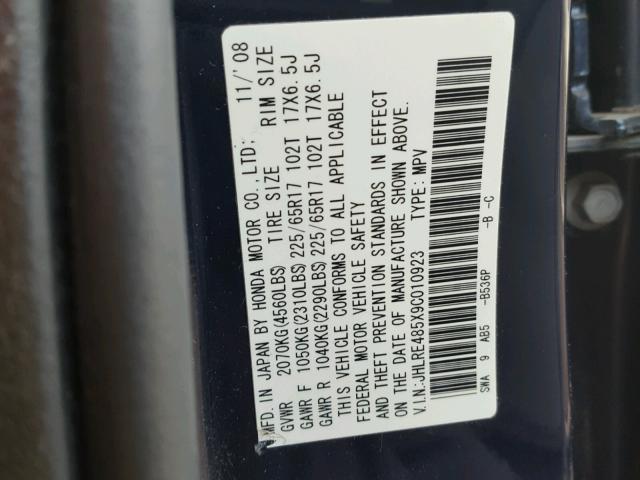 MFD. IN JAPAN BY HONDA MOTOR CO., LTD; 11/'08
GVWR 2070KG(4560LBS) TIRE SIZE RIM SIZE
GAWR F 1050KG(2310LBS) 225/65R17 102T 17X6.5J
GAWR R 1040KG(2290LBS) 225/65R17 102T 17X6.5J
THIS VEHICLE CONFORMS TO ALL APPLICABLE
FEDERAL MOTOR VEHICLE SAFETY
AND THEFT PREVENTION STANDARDS IN EFFECT
ON THE DATE OF MANUFACTURE SHOWN ABOVE.
V.I.N:JHLRE485X9C010923 TYPE: MPV
SWA 9 AB5 -B536P -B -C